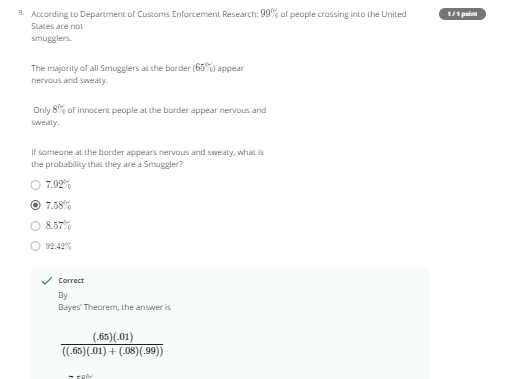 9. According to Department of Customs Enforcement Research: 99% of people crossing into the United
1 / 1 point
States are not
smugglers.
The majority of all Smugglers at the border (65%) appear
nervous and sweaty.
Only 8% of innocent people at the border appear nervous and
sweaty.
If someone at the border appears nervous and sweaty, what is
the probability that they are a Smuggler?
7.92%
7.58%
8.57%
92.42%
Correct
By
Bayes' Theorem, the answer is
(.65)(.01)
((.65)(.01) + (.08)(.99))